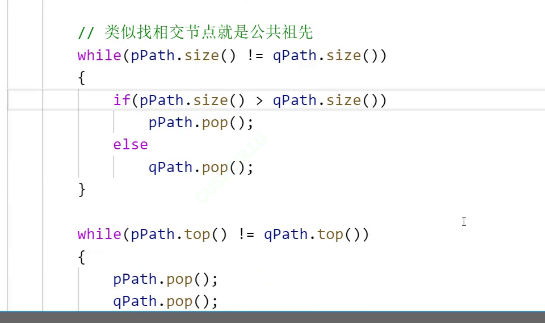 // 类似找相交节点就是公共祖先
while(pPath.size() != qPath.size())
{
if(pPath.size() > qPath.size())
pPath.pop();
else
qPath.pop();
}
while(pPath.top() != qPath.top())
{
pPath.pop();
qPath.pop();